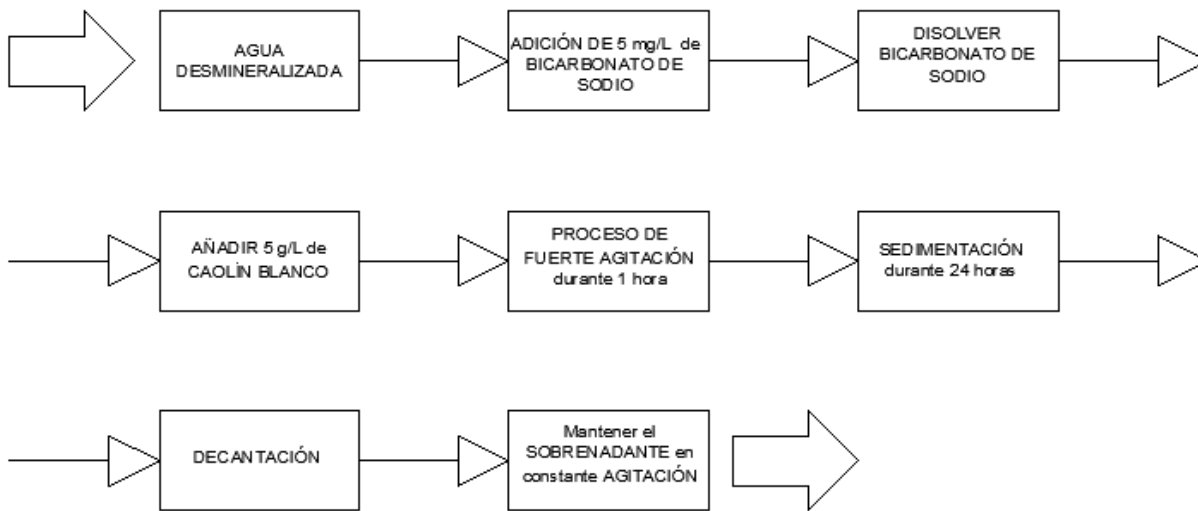 AGUA
DESMINERALIZADA
ADICIÓN DE 5 mg/L de
BICARBONATO DE
SODIO
DISOLVER
BICARBONATO DE
SODIO
AÑADIR 5 g/L de
CAOLÍN BLANCO
PROCESO DE
FUERTE AGITACIÓN
durante 1 hora
SEDIMENTACIÓN
durante 24 horas
DECANTACIÓN
Mantener el
SOBRENADANTE en
constante AGITACIÓN